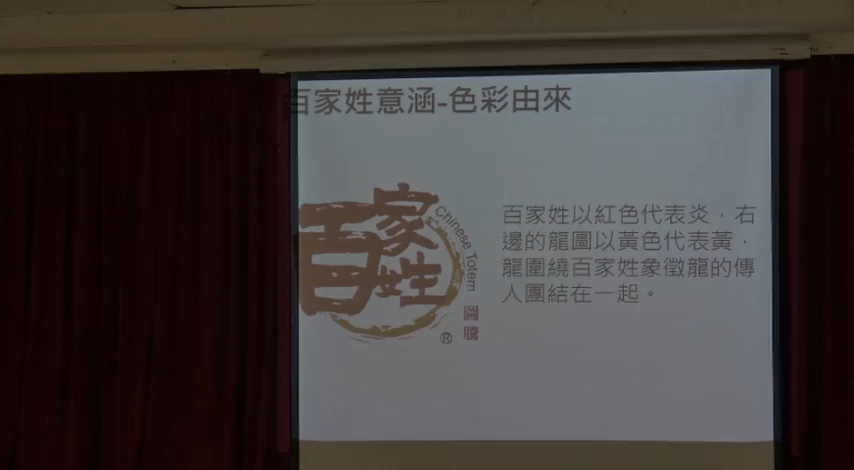 百家姓意涵-色彩由來
百家姓
Chinese Totem
圖騰
®
百家姓以紅色代表炎，右
邊的龍圖以黃色代表黃，
龍圍繞百家姓象徵龍的傳
人團結在一起。